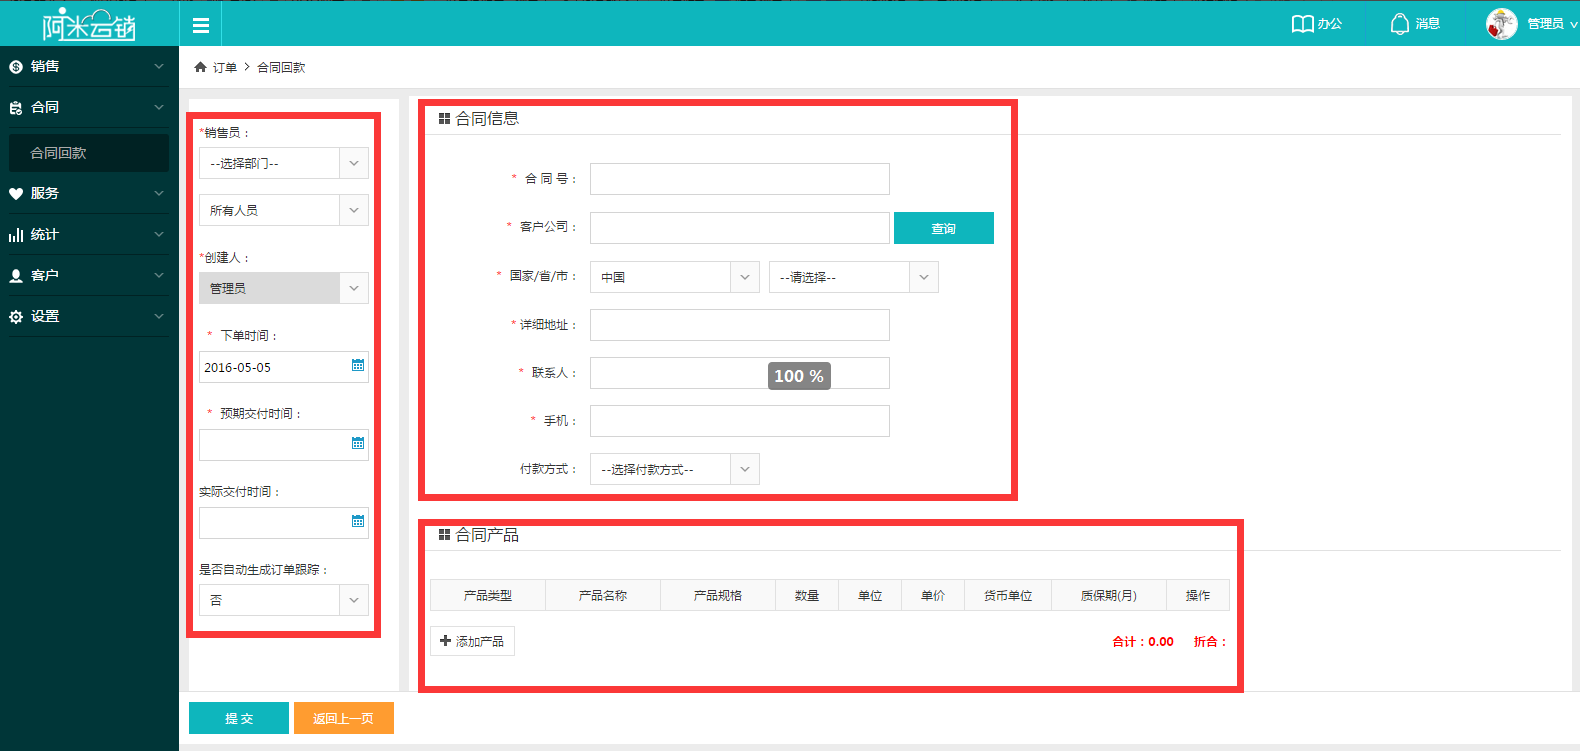 阿米云销
办公
消息
管理员
销售
合同
合同回款
服务
统计
客户
设置
订单 > 合同回款
*销售员：
--选择部门--
所有人员
*创建人：
管理员
* 下单时间：
2016-05-05
* 预期交付时间：
实际交付时间：
是否自动生成订单跟踪：
否
合同信息
* 合 同 号：
* 客户公司：
查询
* 国家/省/市： 中国 --请选择--
* 详细地址：
* 联系人：
100 %
* 手机：
付款方式： --选择付款方式--
合同产品
产品类型 产品名称 产品规格 数量 单位 单价 货币单位 质保期(月) 操作
添加产品
合计：0.00 折合：
提 交
返回上一页